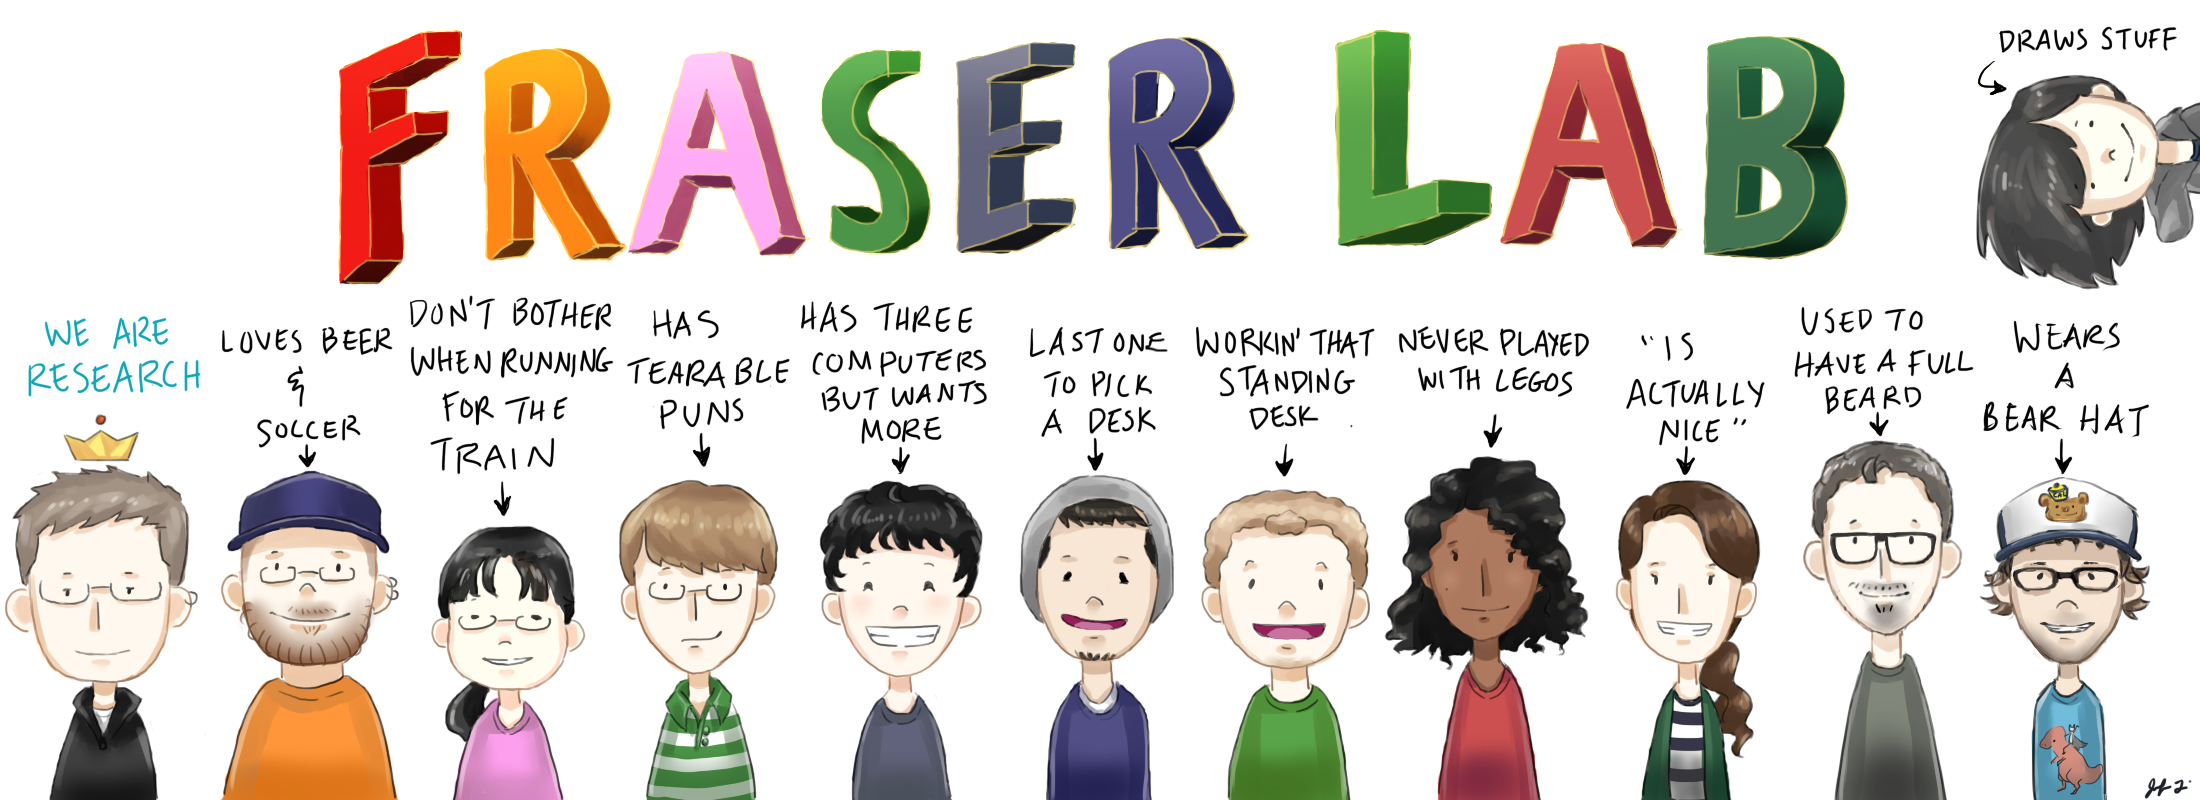 FRASER LAB
DRAWS STUFF
WE ARE
RESEARCH
LOVES BEER
&
SOCCER
DON'T BOTHER
WHEN RUNNING
FOR THE
TRAIN
HAS
TEARABLE
PUNS
HAS THREE
COMPUTERS
BUT WANTS
MORE
LAST ONE
TO PICK
A DESK
WORKIN' THAT
STANDING
DESK
NEVER PLAYED
WITH LEGOS
"IS
ACTUALLY
NICE"
USED TO
HAVE A FULL
BEARD
WEARS
A
BEAR HAT
CAL